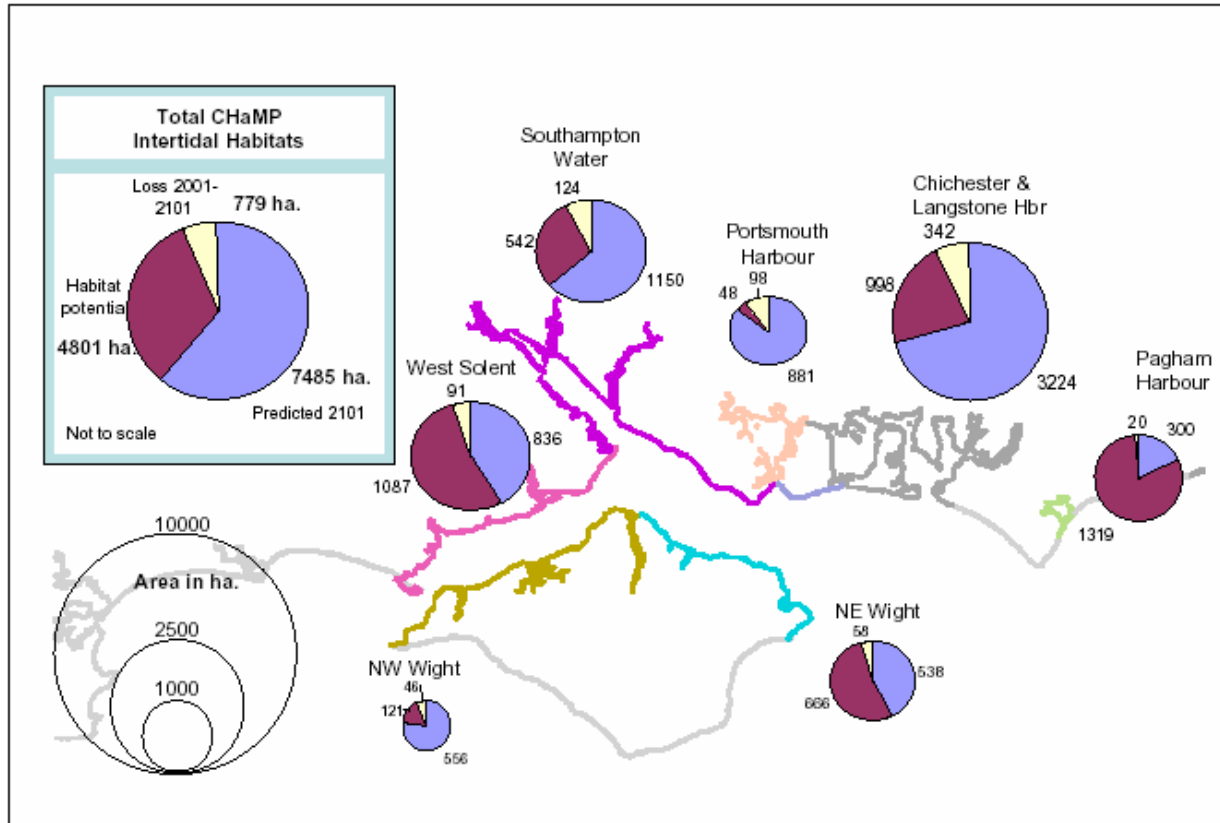 Total CHaMP
Intertidal Habitats
Loss 2001-
2101
779 ha.
Habitat
potential
4801 ha.
7485 ha.
Predicted 2101
Not to scale
Southampton
Water
124
542
1150
Portsmouth
Harbour
98
48
881
Chichester &
Langstone Hbr
342
998
3224
Pagham
Harbour
20
300
1319
West Solent
91
836
1087
10000
Area in ha.
2500
1000
NW Wight
46
121
556
NE Wight
58
538
666